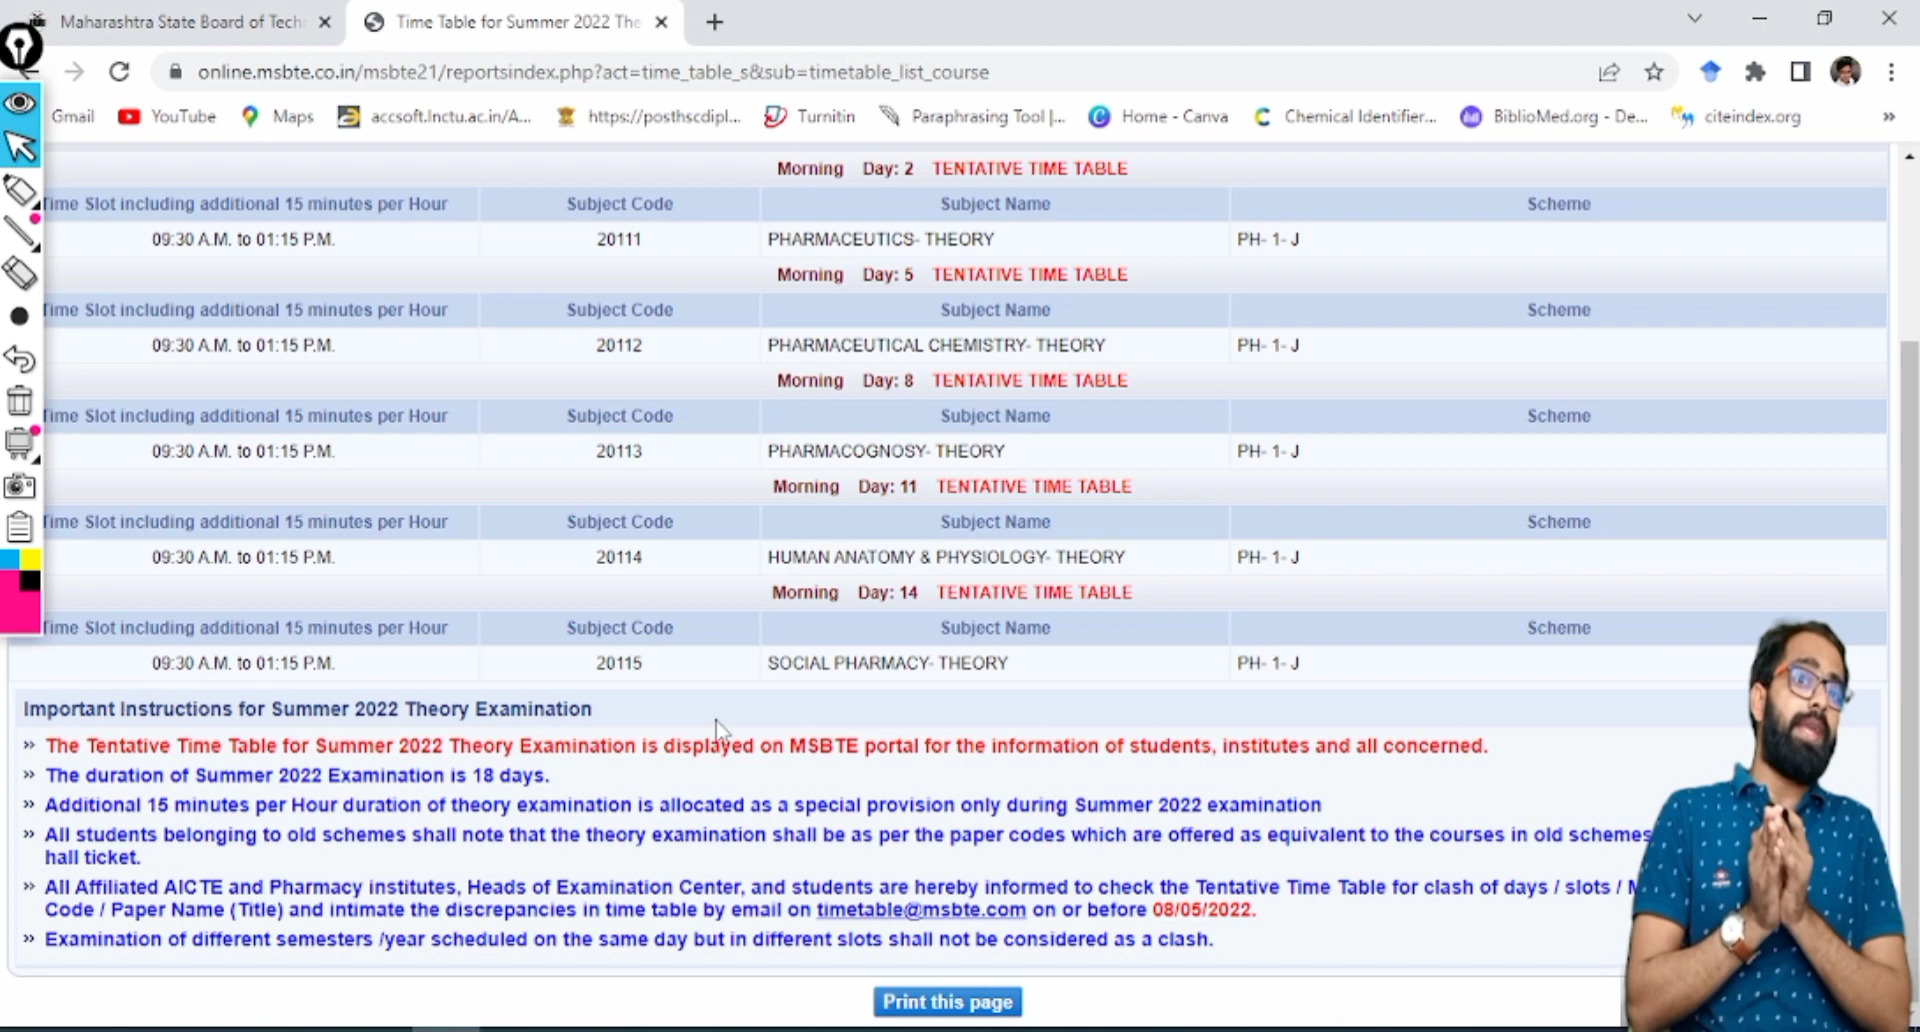 Maharashtra State Board of Tech
Time Table for Summer 2022 The
online.msbte.co.in/msbte21/reportsindex.php?act=time_table_s&sub=timetable_list_course
Gmail YouTube Maps accsoft.lnctu.ac.in/A... https://posthscdipl... Turnitin Paraphrasing Tool |... Home - Canva Chemical Identifier... BiblioMed.org - De... citeindex.org »
Morning Day: 2 TENTATIVE TIME TABLE
Time Slot including additional 15 minutes per Hour Subject Code Subject Name Scheme
09:30 A.M. to 01:15 P.M. 20111 PHARMACEUTICS- THEORY PH- 1- J
Morning Day: 5 TENTATIVE TIME TABLE
Time Slot including additional 15 minutes per Hour Subject Code Subject Name Scheme
09:30 A.M. to 01:15 P.M. 20112 PHARMACEUTICAL CHEMISTRY- THEORY PH- 1- J
Morning Day: 8 TENTATIVE TIME TABLE
Time Slot including additional 15 minutes per Hour Subject Code Subject Name Scheme
09:30 A.M. to 01:15 P.M. 20113 PHARMACOGNOSY- THEORY PH- 1- J
Morning Day: 11 TENTATIVE TIME TABLE
Time Slot including additional 15 minutes per Hour Subject Code Subject Name Scheme
09:30 A.M. to 01:15 P.M. 20114 HUMAN ANATOMY & PHYSIOLOGY- THEORY PH- 1- J
Morning Day: 14 TENTATIVE TIME TABLE
Time Slot including additional 15 minutes per Hour Subject Code Subject Name Scheme
09:30 A.M. to 01:15 P.M. 20115 SOCIAL PHARMACY- THEORY PH- 1- J
Important Instructions for Summer 2022 Theory Examination
» The Tentative Time Table for Summer 2022 Theory Examination is displayed on MSBTE portal for the information of students, institutes and all concerned.
» The duration of Summer 2022 Examination is 18 days.
» Additional 15 minutes per Hour duration of theory examination is allocated as a special provision only during Summer 2022 examination
» All students belonging to old schemes shall note that the theory examination shall be as per the paper codes which are offered as equivalent to the courses in old schemes
hall ticket.
» All Affiliated AICTE and Pharmacy institutes, Heads of Examination Center, and students are hereby informed to check the Tentative Time Table for clash of days / slots /
Code / Paper Name (Title) and intimate the discrepancies in time table by email on timetable@msbte.com on or before 08/05/2022.
» Examination of different semesters /year scheduled on the same day but in different slots shall not be considered as a clash.
Print this page